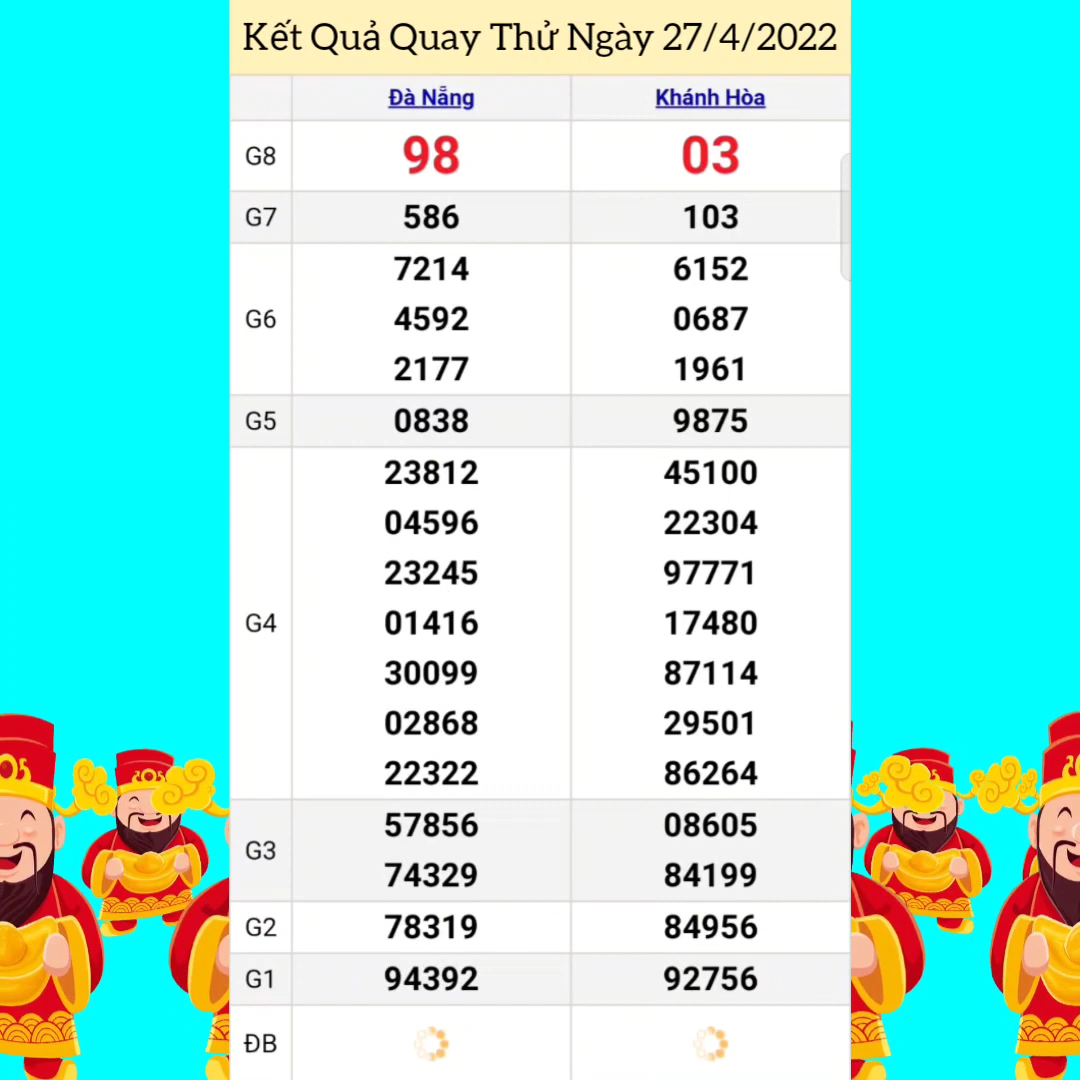 Kết Quả Quay Thử Ngày 27/4/2022
Đà Nẵng Khánh Hòa
G8 98 03
G7 586 103
G6 7214 6152
4592 0687
2177 1961
G5 0838 9875
G4 23812 45100
04596 22304
23245 97771
01416 17480
30099 87114
02868 29501
22322 86264
G3 57856 08605
74329 84199
G2 78319 84956
G1 94392 92756
ĐB